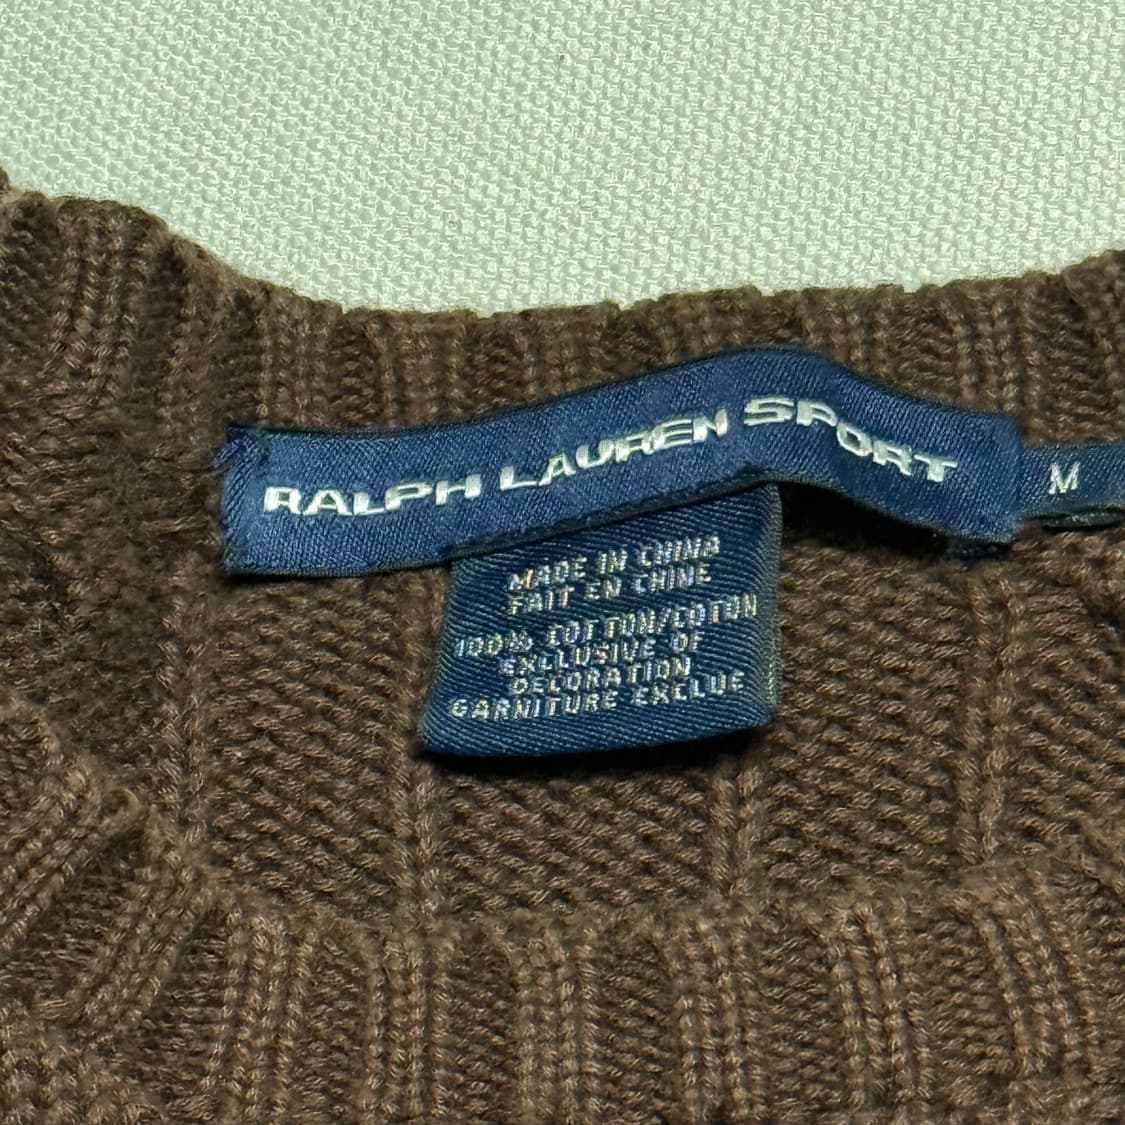 RALPH LAUREN SPORT
M
MADE IN CHINA
FAIT EN CHINE
100% COTTON/COTON
EXCLUSIVE OF
DECORATION
GARNITURE EXCLUE